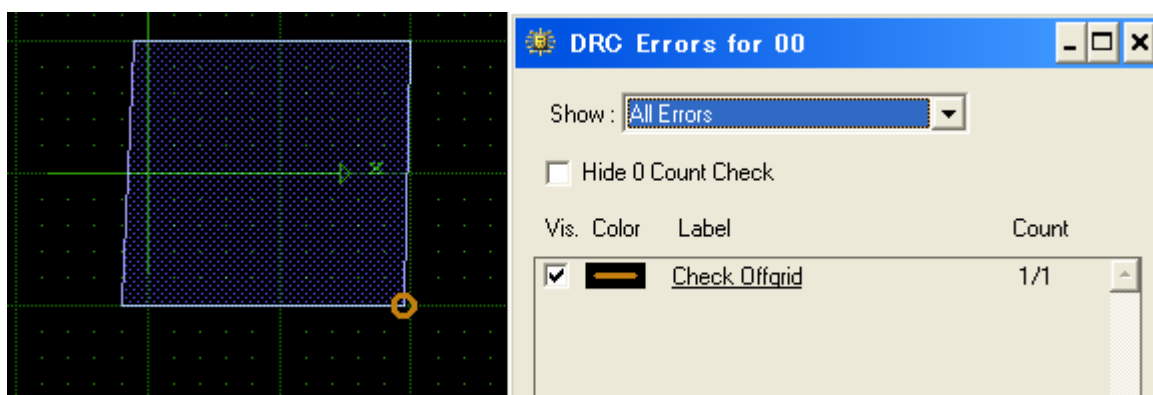 DRC Errors for 00
Show : All Errors
Hide 0 Count Check
Vis. Color Label Count
Check Offgrid 1/1
x